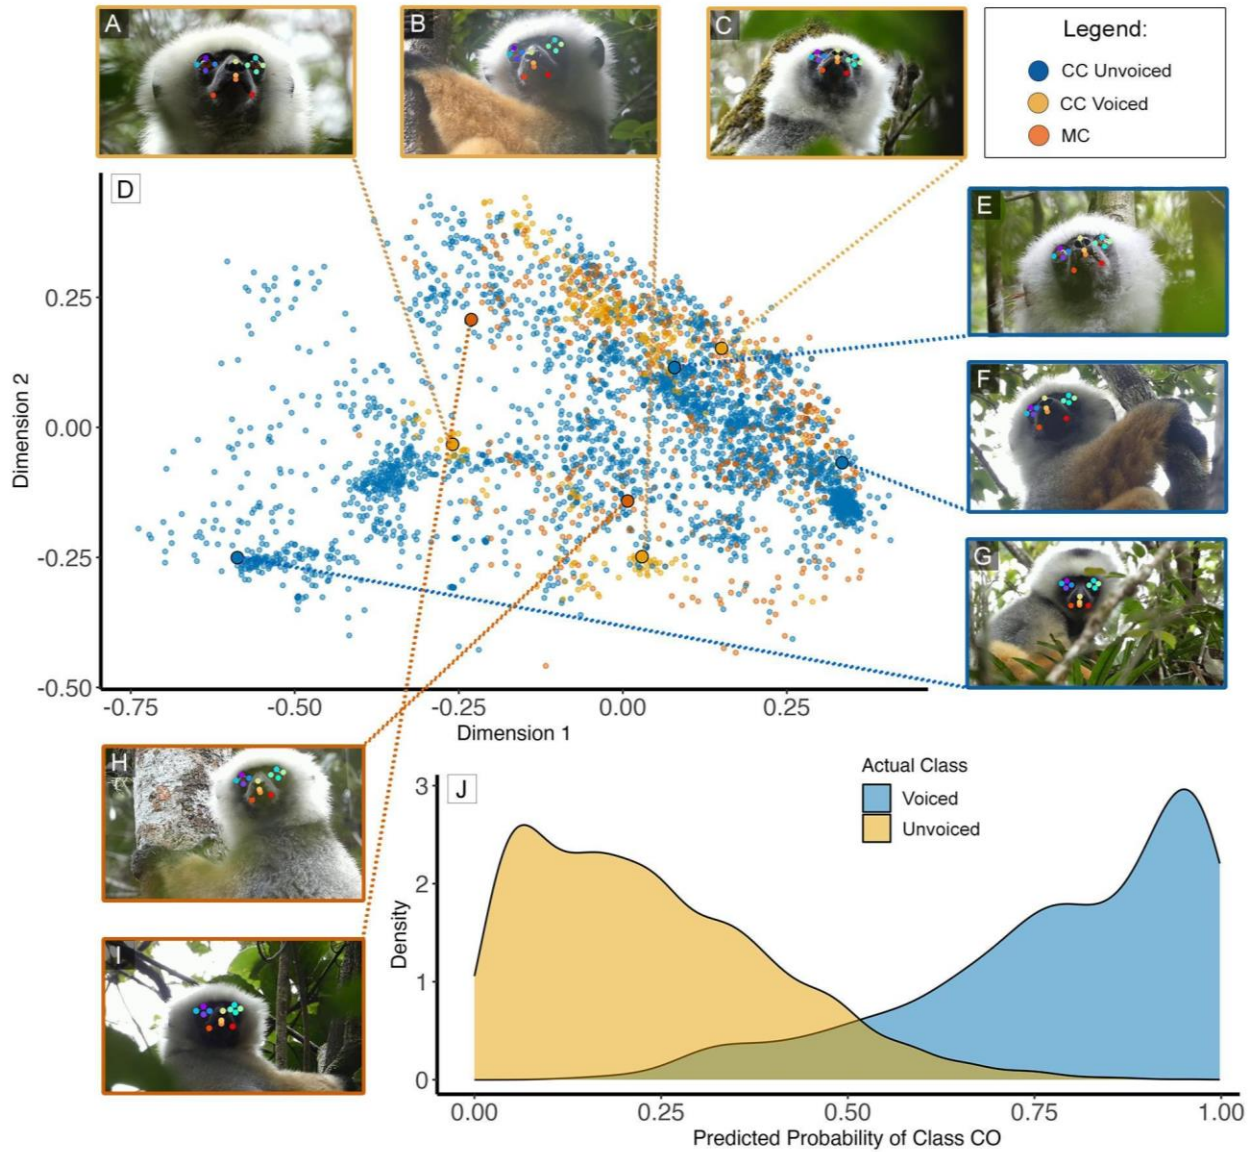 A
B
C
Legend:
CC Unvoiced
CC Voiced
MC
D
E
F
G
Dimension 2
0.25
0.00
-0.25
-0.50
-0.75
-0.50
-0.25
0.00
0.25
Dimension 1
H
I
J
Actual Class
Voiced
Unvoiced
Density
3
2
1
0
0.00
0.25
0.50
0.75
1.00
Predicted Probability of Class CO